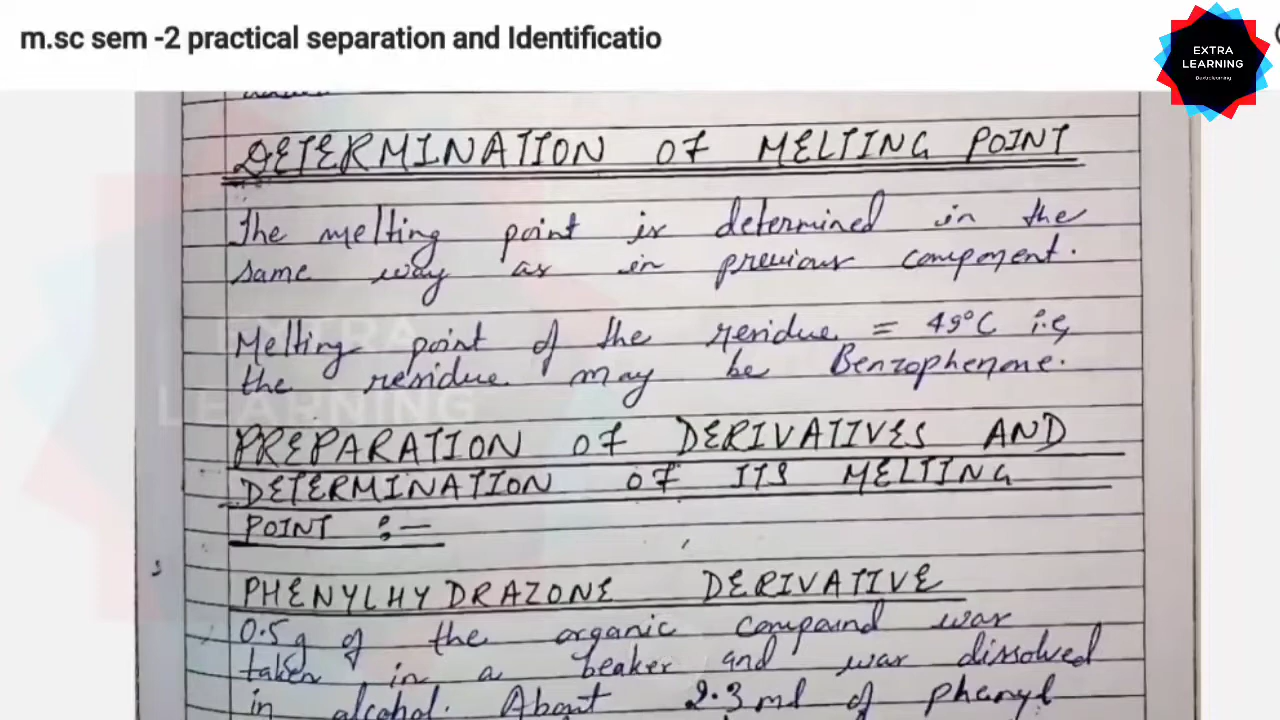 m.sc sem -2 practical separation and Identificatio
EXTRA
LEARNING
@extralearning
DETERMINATION OF MELTING POINT
The melting point is determined in the
same way as in previous component.
Melting point of the residue = 49°C i.e,
the residue may be Benzophenone.
EXTRA
LEARNING
PREPARATION OF DERIVATIVES AND
DETERMINATION OF ITS MELTING
POINT :-
PHENYLHYDRAZONE DERIVATIVE
0.5g of the organic compound was
taken in a beaker and was dissolved
in alcohol. About 2.3 ml of phenyl